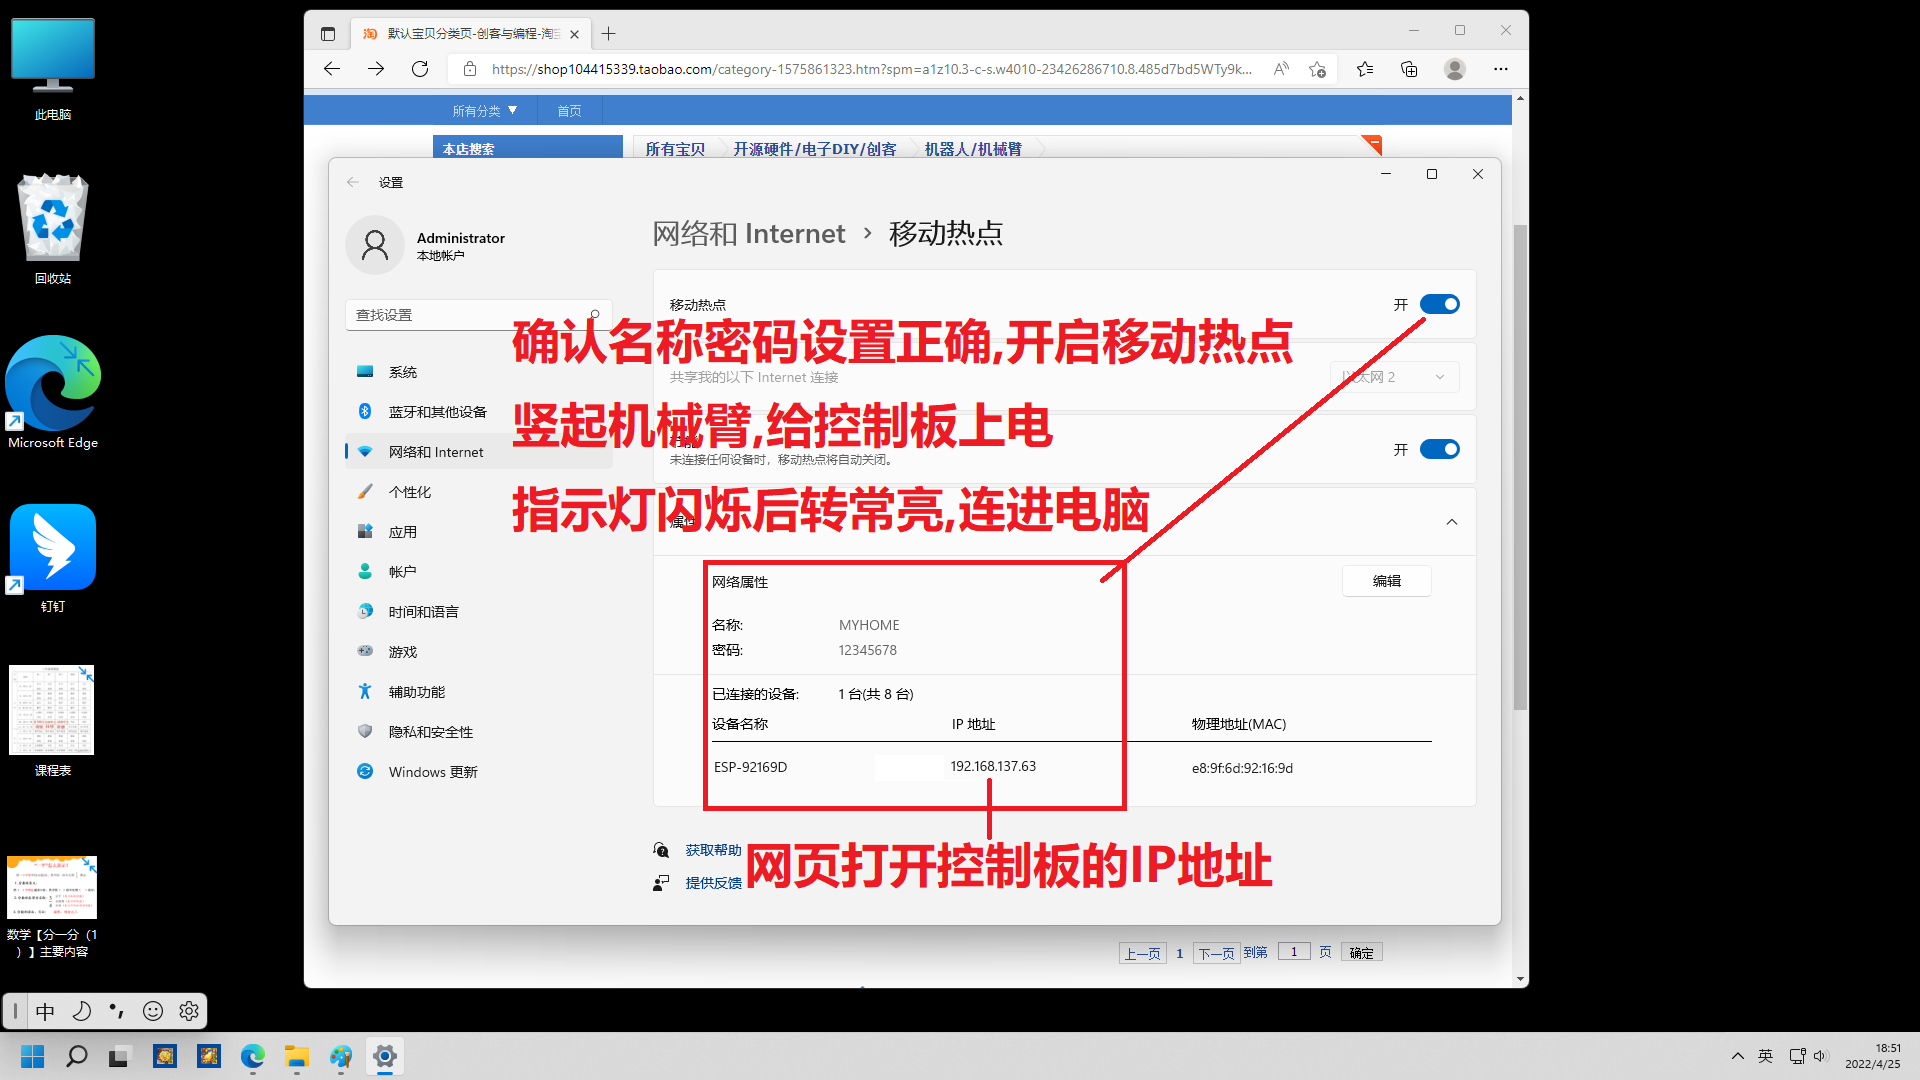 此电脑
回收站
Microsoft Edge
钉钉
课程表
数学【分一分（1
）】主要内容
默认宝贝分类页-创客与编程-淘宝
https://shop104415339.taobao.com/category-1575861323.htm?spm=a1z10.3-c-s.w4010-23426286710.8.485d7bd5WTy9k...
所有分类 ▼
首页
本店搜索
所有宝贝
开源硬件/电子DIY/创客
机器人/机械臂
设置
Administrator
本地帐户
查找设置
系统
蓝牙和其他设备
网络和 Internet
个性化
应用
帐户
时间和语言
游戏
辅助功能
隐私和安全性
Windows 更新
网络和 Internet › 移动热点
移动热点
开
确认名称密码设置正确,开启移动热点
共享我的以下 Internet 连接
以太网 2
竖起机械臂,给控制板上电
未连接任何设备时，移动热点将自动关闭。
开
指示灯闪烁后转常亮,连进电脑
网络属性
编辑
名称: MYHOME
密码: 12345678
已连接的设备: 1 台(共 8 台)
设备名称 IP 地址 物理地址(MAC)
ESP-92169D 192.168.137.63 e8:9f:6d:92:16:9d
获取帮助
提供反馈
网页打开控制板的IP地址
上一页 1 下一页 到第 1 页 确定
中
英
18:51
2022/4/25